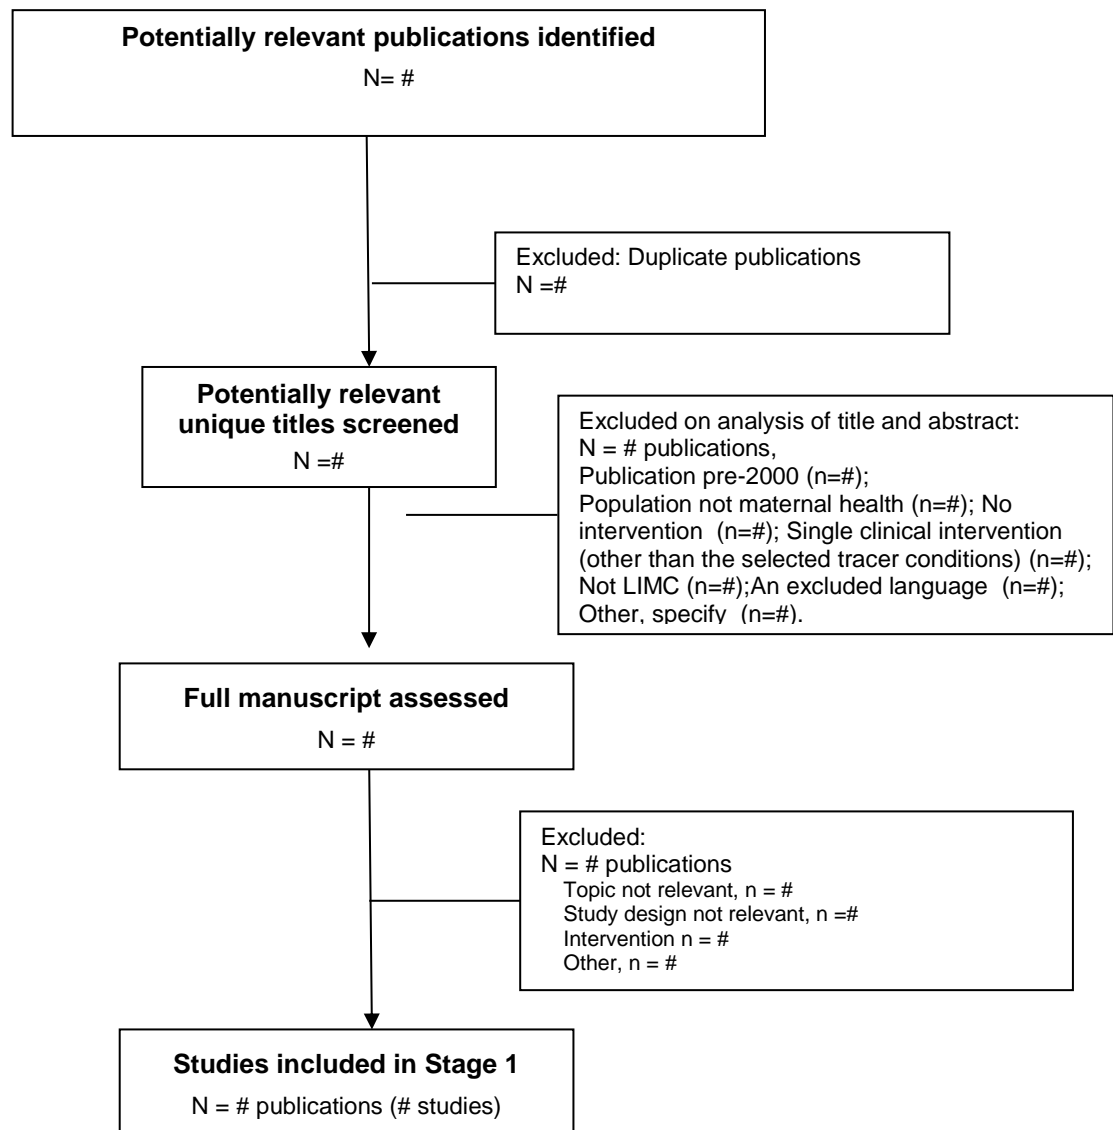 Potentially relevant publications identified
N= #
Excluded: Duplicate publications
N =#
Potentially relevant
unique titles screened
N =#
Excluded on analysis of title and abstract:
N = # publications,
Publication pre-2000 (n=#);
Population not maternal health (n=#); No
intervention  (n=#); Single clinical intervention
(other than the selected tracer conditions) (n=#);
Not LIMC (n=#);An excluded language  (n=#);
Other, specify  (n=#).
Full manuscript assessed
N = #
Excluded:
N = # publications
Topic not relevant, n = #
Study design not relevant, n =#
Intervention n = #
Other, n = #
Studies included in Stage 1
N = # publications (# studies)